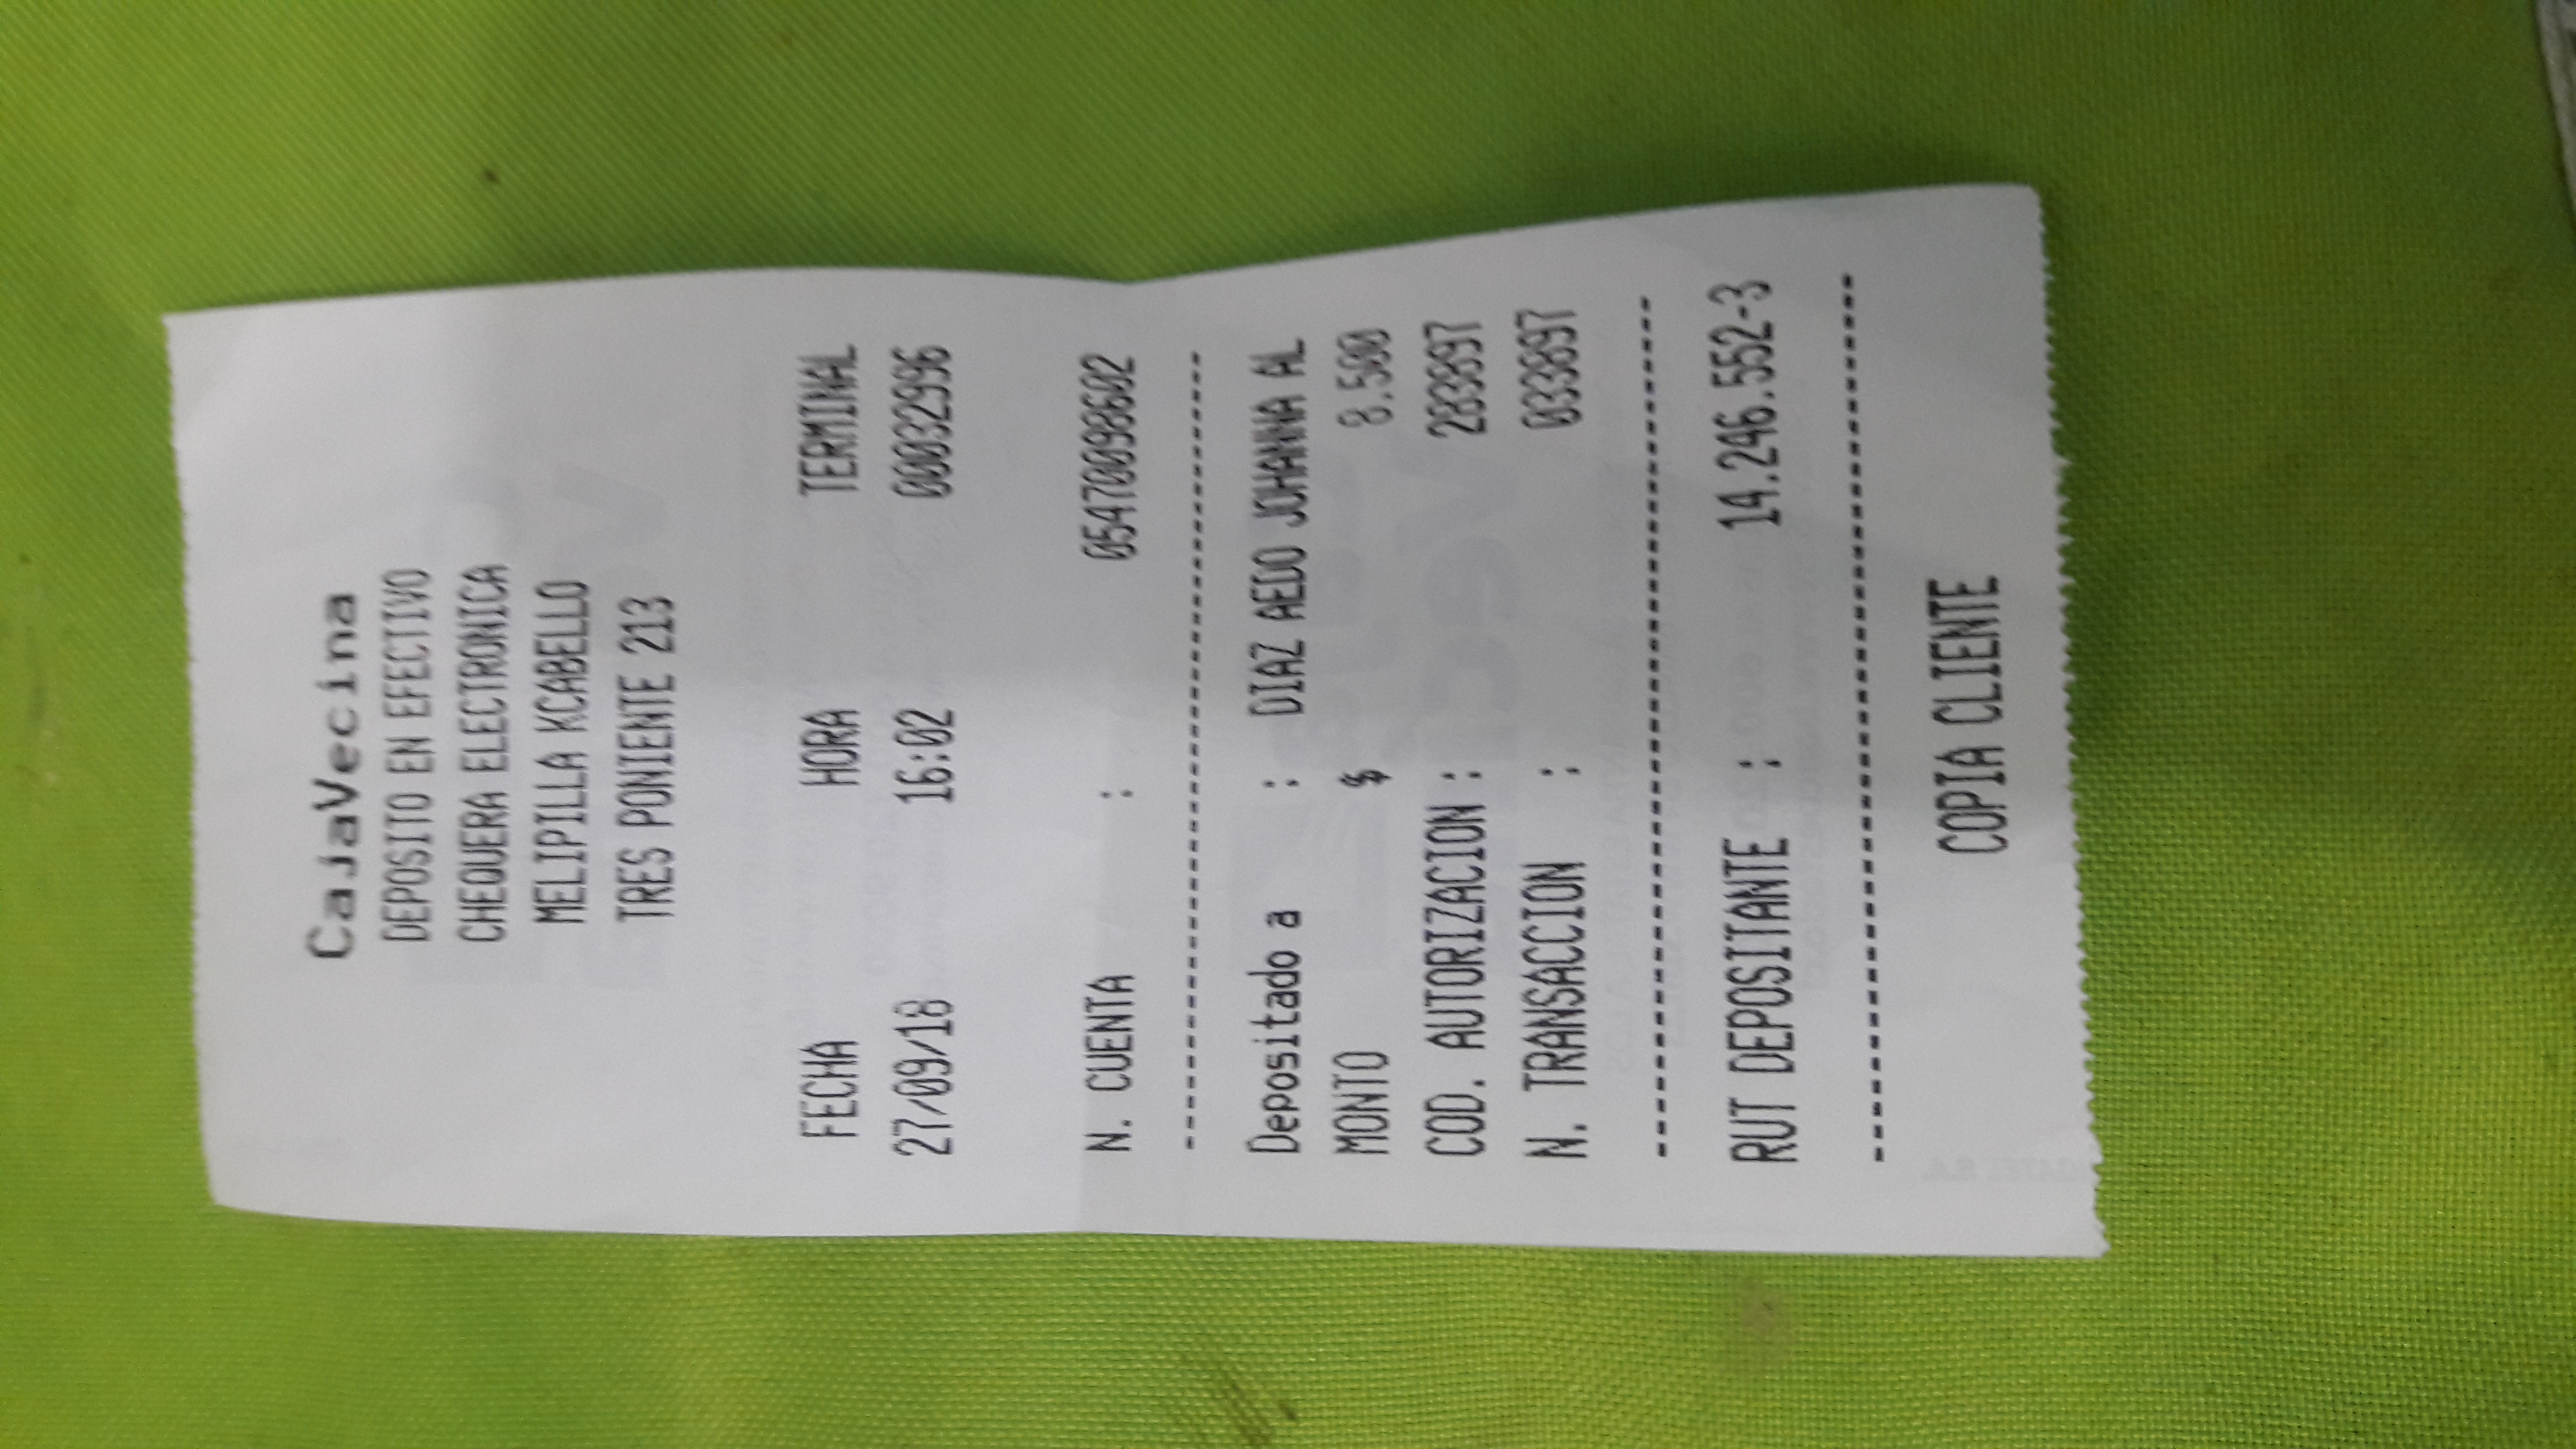 CajaVecina
DEPOSITO EN EFECTIVO
CHEQUERA ELECTRONICA
MELIPILLA KCABELLO
TRES PONIENTE 213
FECHA HORA TERMINAL
27/09/18 16:02 00032996
N. CUENTA : 05470098602
Depositado a : DIAZ AEDO JOHANNA AL
MONTO $ 8.500
COD. AUTORIZACION : 283997
N. TRANSACCION : 033697
RUT DEPOSITANTE : 14.246.552-3
COPIA CLIENTE